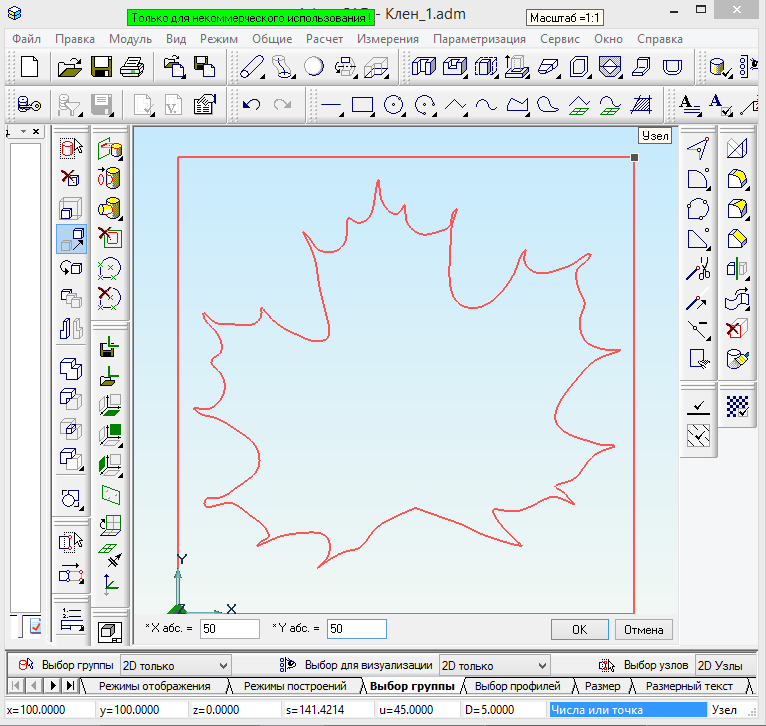 Только для некоммерческого использования !
- Клен_1.adm
Масштаб =1:1
Файл Правка Модуль Вид Режим Общие Расчет Измерения Параметризация Сервис Окно Справка
Узел
Y
X
*X абс. = 50 *Y абс. = 50 OK Отмена
Выбор группы 2D только Выбор для визуализации 2D только Выбор узлов 2D Узлы
Режимы отображения Режимы построений Выбор группы Выбор профилей Размер Размерный текст
x=100.0000 y=100.0000 z=0.0000 s=141.4214 u=45.0000 D=5.0000 Числа или точка Узел